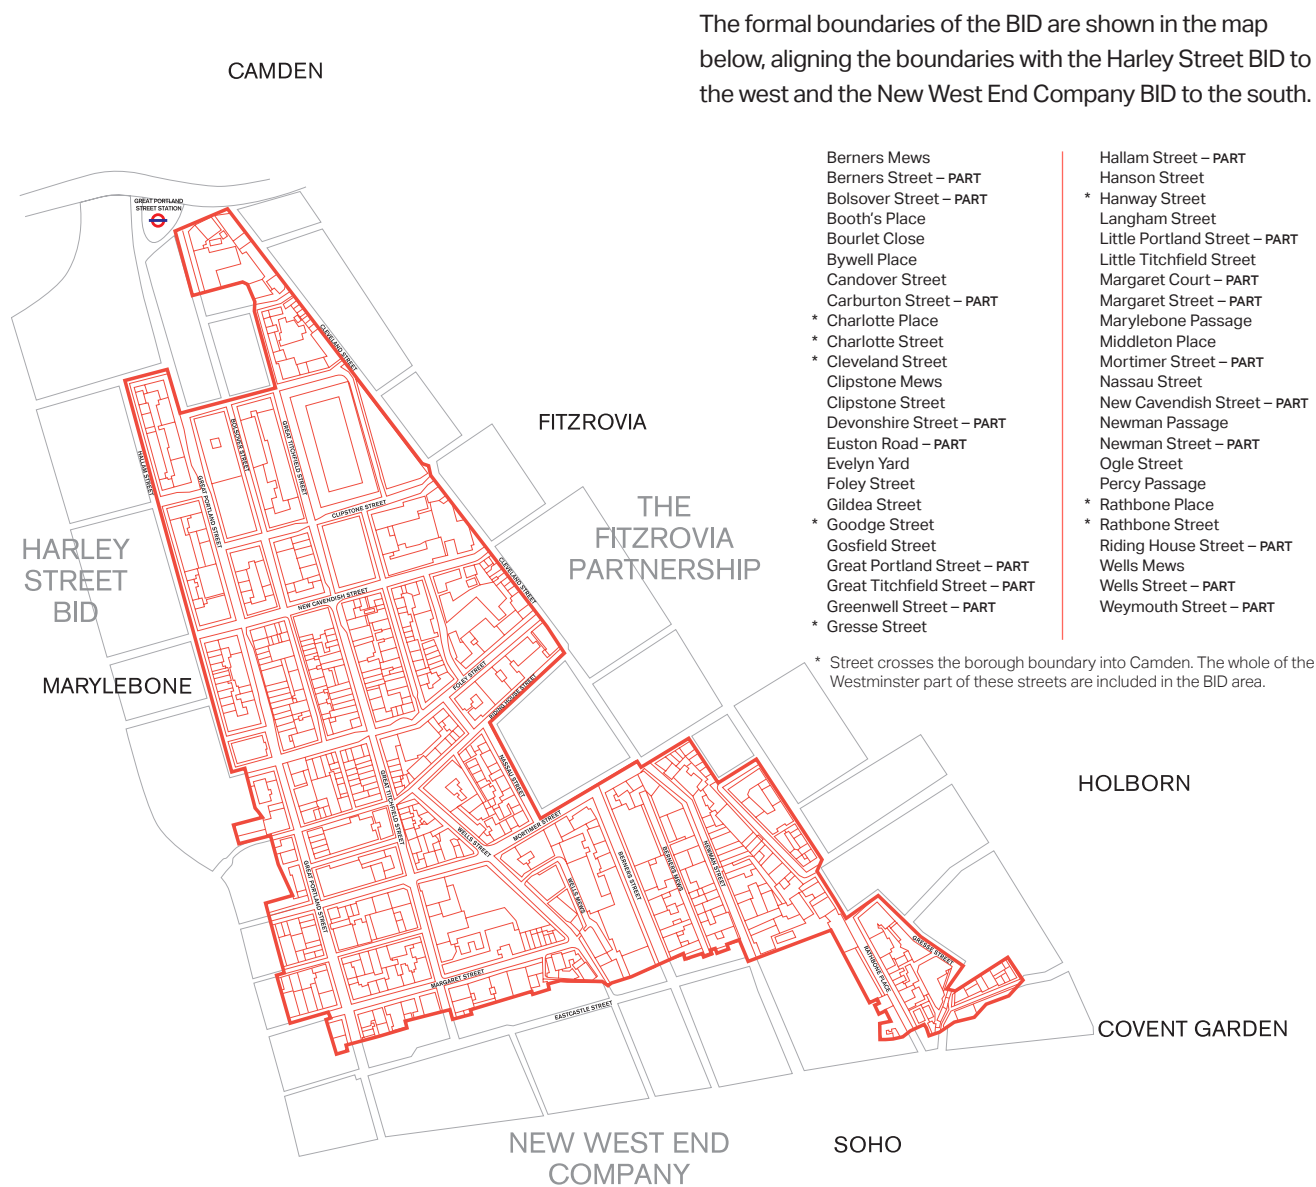 The formal boundaries of the BID are shown in the map
below, aligning the boundaries with the Harley Street BID to
the west and the New West End Company BID to the south.
CAMDEN
Berners Mews
Berners Street – PART
Bolsover Street – PART
Booth's Place
Bourlet Close
Bywell Place
Candover Street
Carburton Street – PART
* Charlotte Place
* Charlotte Street
* Cleveland Street
Clipstone Mews
Clipstone Street
Devonshire Street – PART
Euston Road – PART
Evelyn Yard
Foley Street
Gildea Street
* Goodge Street
Gosfield Street
Great Portland Street – PART
Great Titchfield Street – PART
Greenwell Street – PART
* Gresse Street
Hallam Street – PART
Hanson Street
* Hanway Street
Langham Street
Little Portland Street – PART
Little Titchfield Street
Margaret Court – PART
Margaret Street – PART
Marylebone Passage
Middleton Place
Mortimer Street – PART
Nassau Street
New Cavendish Street – PART
Newman Passage
Newman Street – PART
Ogle Street
Percy Passage
* Rathbone Place
* Rathbone Street
Riding House Street – PART
Wells Mews
Wells Street – PART
Weymouth Street – PART
* Street crosses the borough boundary into Camden. The whole of the
Westminster part of these streets are included in the BID area.
GREAT PORTLAND
STREET STATION
CLEVELAND STREET
FITZROVIA
HALLAM STREET
BOLSOVER STREET
GREAT TITCHFIELD STREET
GREAT PORTLAND STREET
CLIPSTONE STREET
THE
FITZROVIA
PARTNERSHIP
HARLEY
STREET
BID
CLEVELAND STREET
NEW CAVENDISH STREET
MARYLEBONE
FOLEY STREET
RIDING HOUSE STREET
NASSAU STREET
GREAT TITCHFIELD STREET
MORTIMER STREET
WELLS STREET
HOLBORN
GREAT PORTLAND STREET
BERNERS STREET
BERNERS MEWS
NEWMAN STREET
WELLS MEWS
GRESSE STREET
RATHBONE PLACE
MARGARET STREET
EASTCASTLE STREET
COVENT GARDEN
NEW WEST END
COMPANY
SOHO